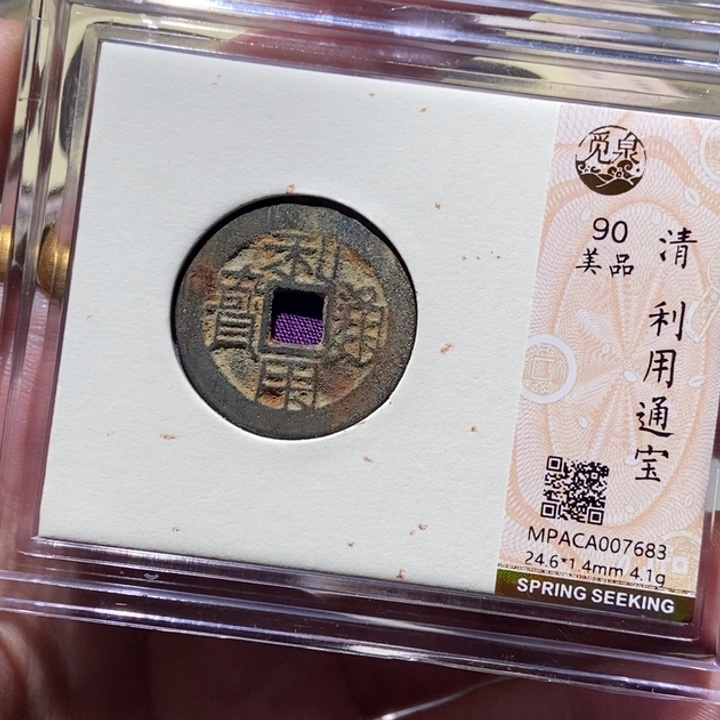 利用通寶
觅泉
90
美品
清
利用通宝
MPACA007683
24.6*1.4mm 4.1g
SPRING SEEKING